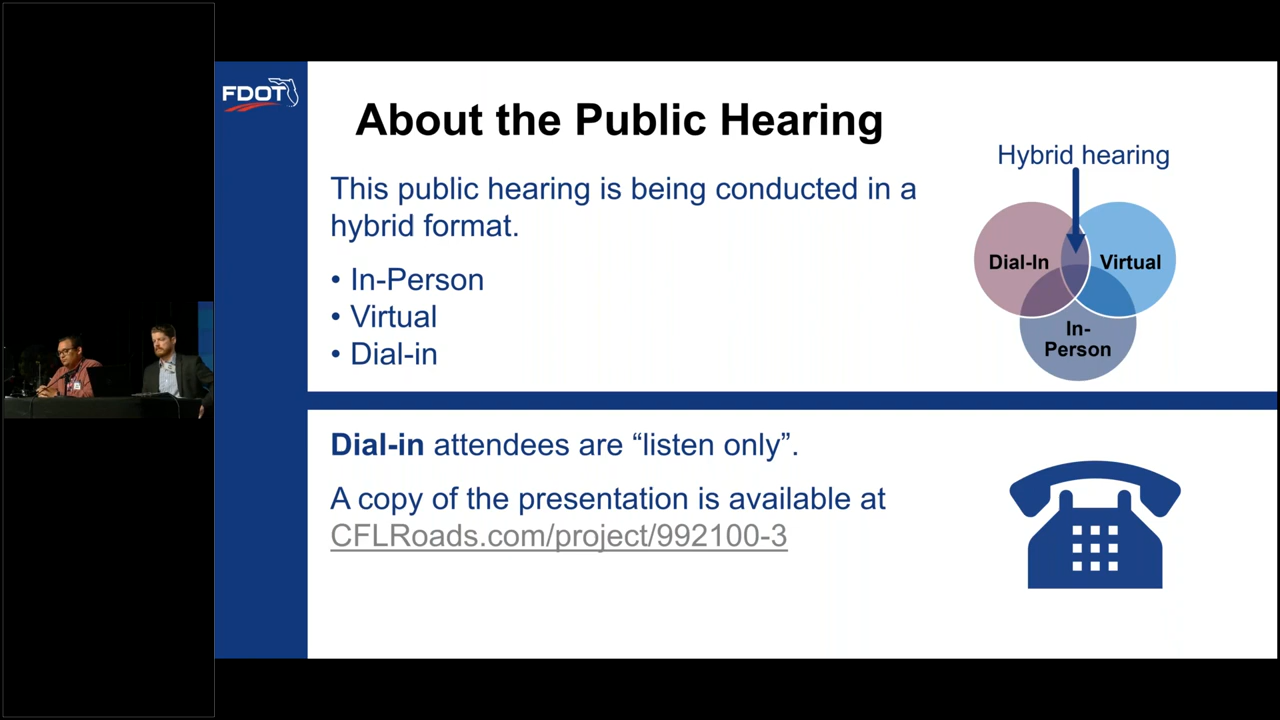 FDOT
About the Public Hearing
This public hearing is being conducted in a
hybrid format.
• In-Person
• Virtual
• Dial-in
Hybrid hearing
Dial-In
Virtual
In-
Person
Dial-in attendees are “listen only”.
A copy of the presentation is available at
CFLRoads.com/project/992100-3